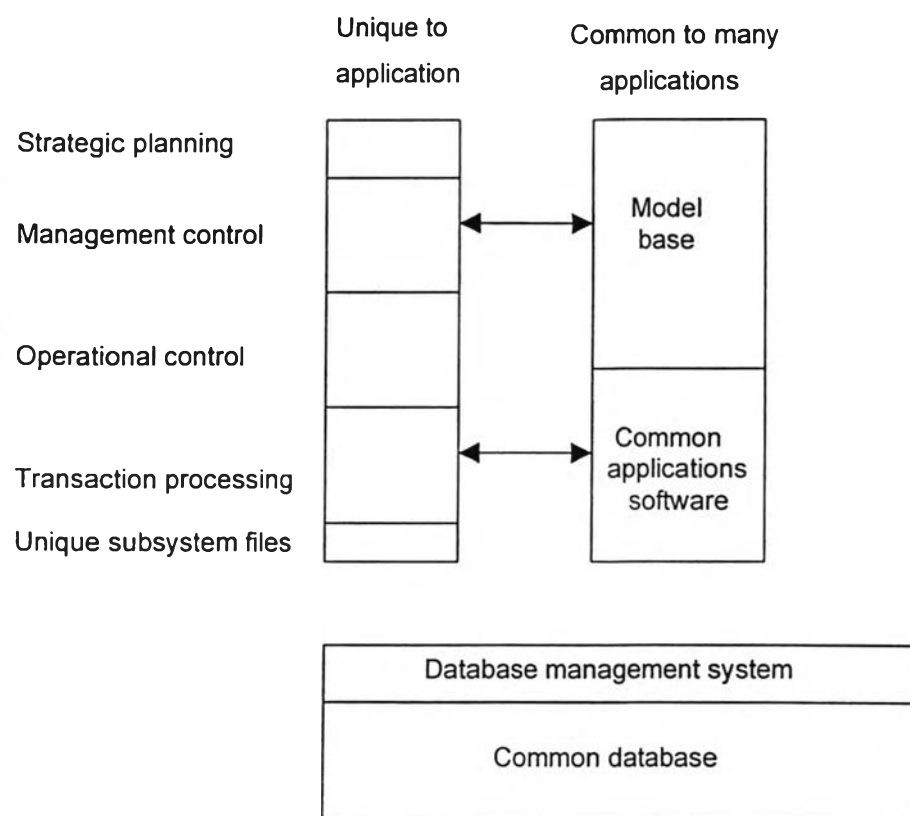 Unique to
application
Common to many
applications
Strategic planning
Management control
Operational control
Transaction processing
Unique subsystem files
Model
base
Common
applications
software
Database management system
Common database